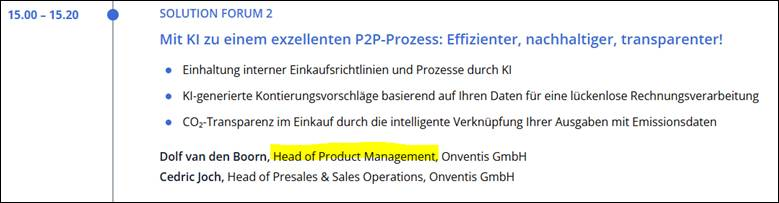 15.00 – 15.20
SOLUTION FORUM 2
Mit KI zu einem exzellenten P2P-Prozess: Effizienter, nachhaltiger, transparenter!
Einhaltung interner Einkaufsrichtlinien und Prozesse durch KI
KI-generierte Kontierungsvorschläge basierend auf Ihren Daten für eine lückenlose Rechnungsverarbeitung
CO₂-Transparenz im Einkauf durch die intelligente Verknüpfung Ihrer Ausgaben mit Emissionsdaten
Dolf van den Boorn, Head of Product Management, Onventis GmbH
Cedric Joch, Head of Presales & Sales Operations, Onventis GmbH